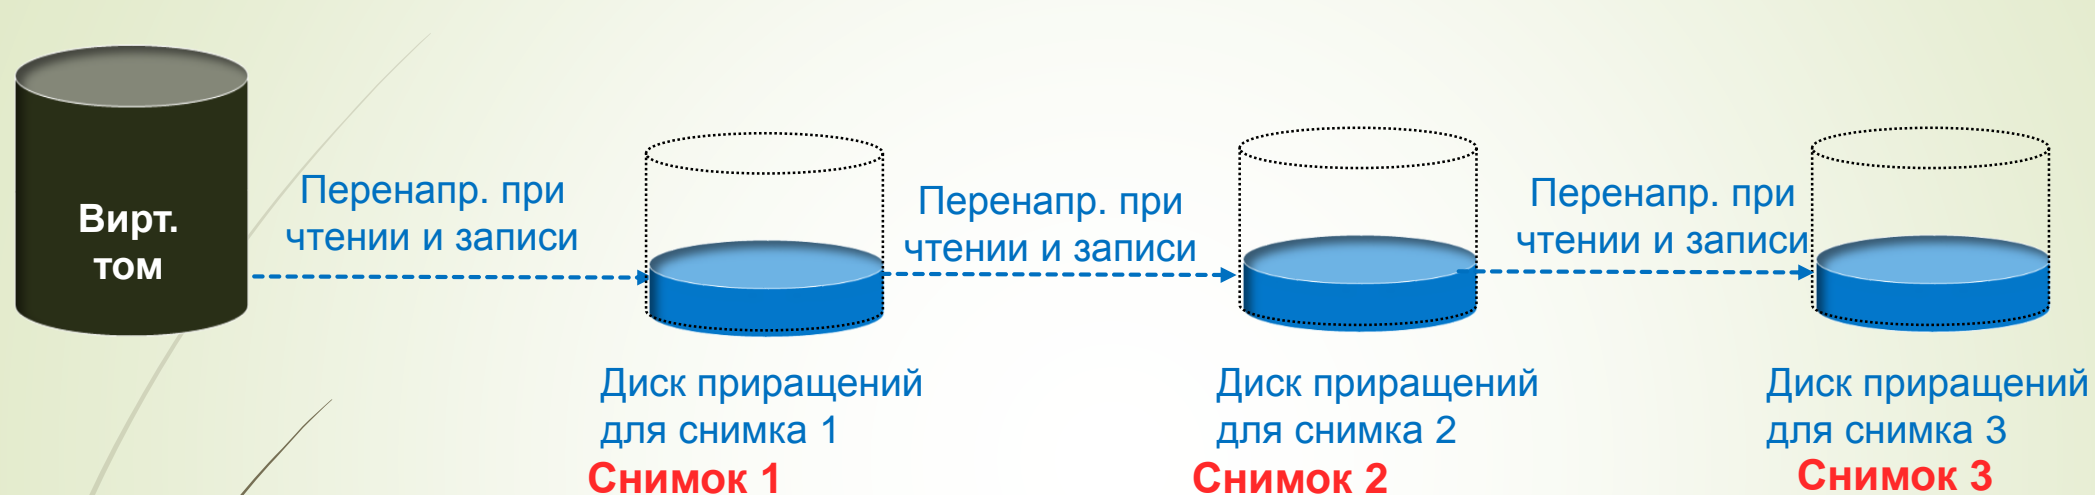 Вирт.
том
Перенапр. при
чтении и записи
Диск приращений
для снимка 1
Снимок 1
Перенапр. при
чтении и записи
Диск приращений
для снимка 2
Снимок 2
Перенапр. при
чтении и записи
Диск приращений
для снимка 3
Снимок 3